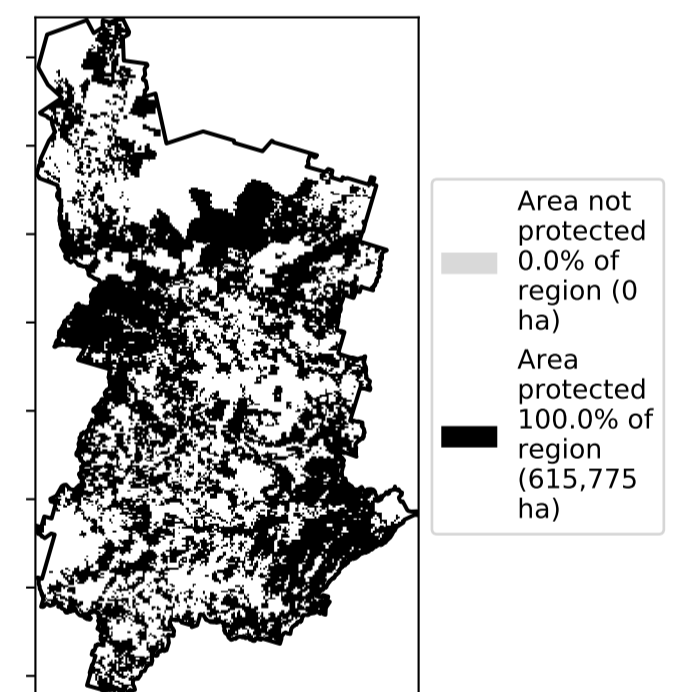 Area not
protected
0.0% of
region (0
ha)
Area
protected
100.0% of
region
(615,775
ha)